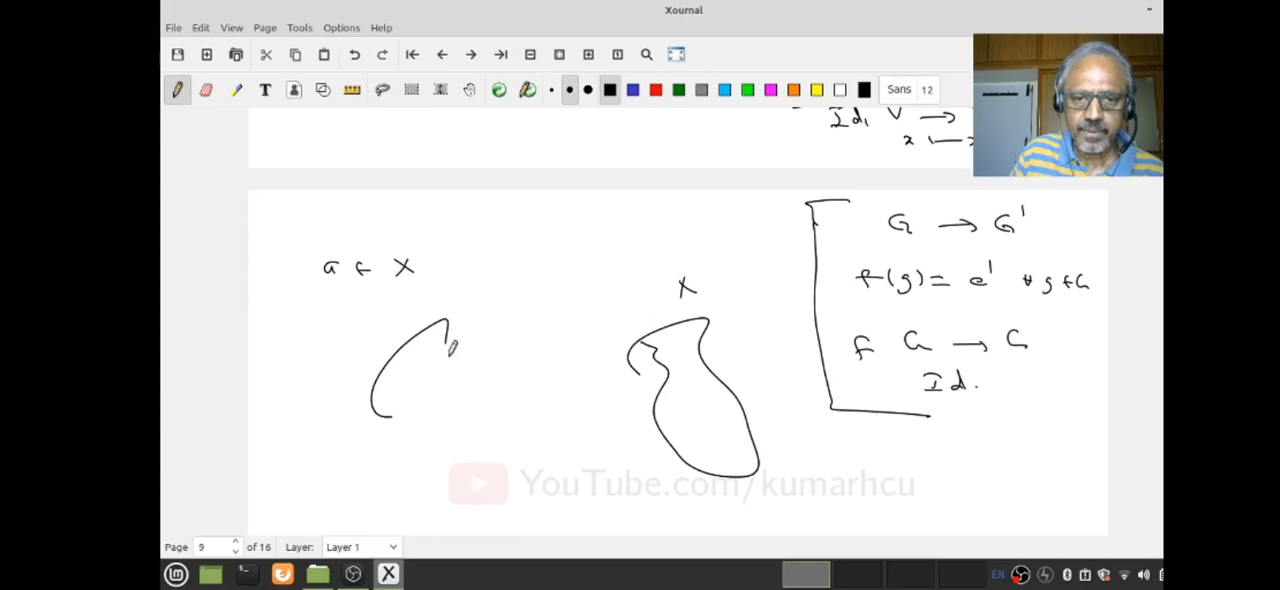 Xournal
File Edit View Page Tools Options Help
Sans 12
Id, V →
x ⟼
G → G'
a ∈ X
f(g) = e' ∀ g ∈ G
X
f G → G
Id.
YouTube.com/kumarhcu
Page 9 of 16 Layer: Layer 1
EN